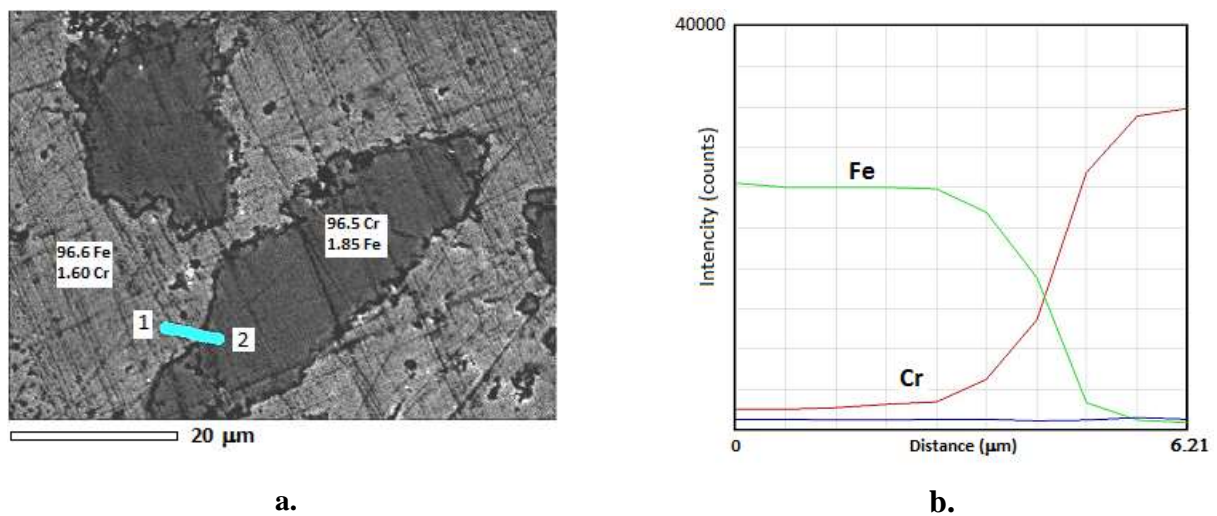 96.6 Fe
1.60 Cr
96.5 Cr
1.85 Fe
1
2
20 μm
a.
40000
Intencity (counts)
Fe
Cr
0
Distance (μm)
6.21
b.